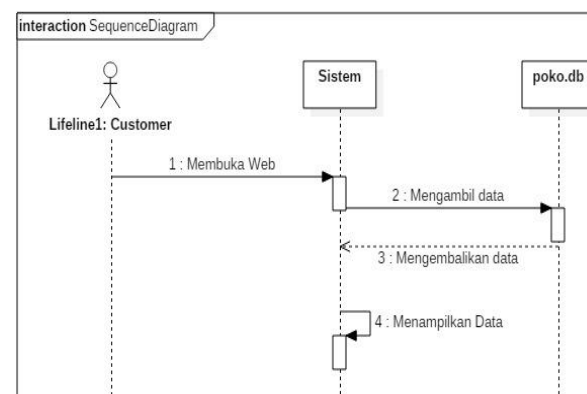 interaction SequenceDiagram
Sistem
poko.db
Lifeline1: Customer
1 : Membuka Web
2 : Mengambil data
3 : Mengembalikan data
4 : Menampilkan Data